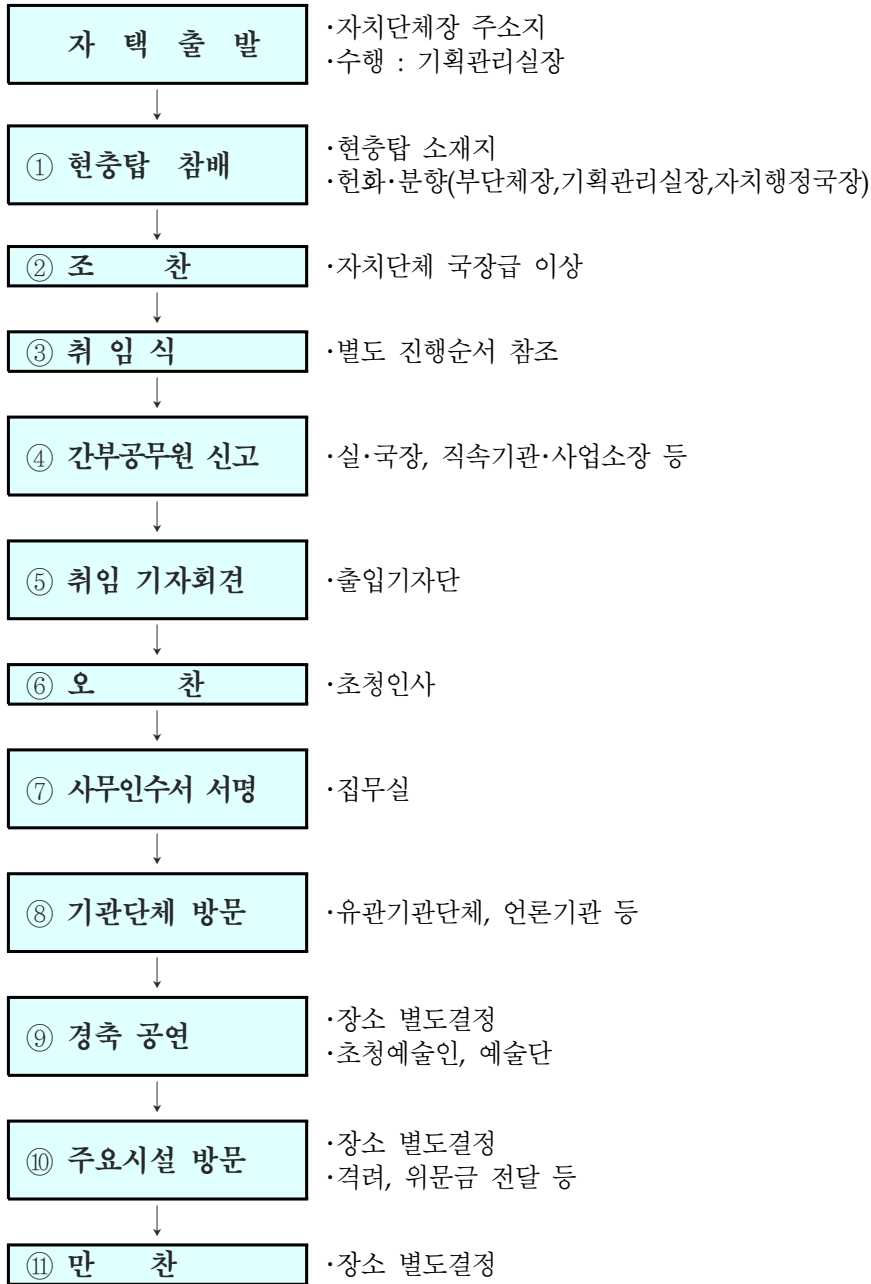 자 택 출 발
·자치단체장 주소지
·수행 : 기획관리실장
① 현충탑 참배
·현충탑 소재지
·헌화·분향(부단체장,기획관리실장,자치행정국장)
② 조 찬
·자치단체 국장급 이상
③ 취 임 식
·별도 진행순서 참조
④ 간부공무원 신고
·실·국장, 직속기관·사업소장 등
⑤ 취임 기자회견
·출입기자단
⑥ 오 찬
·초청인사
⑦ 사무인수서 서명
·집무실
⑧ 기관단체 방문
·유관기관단체, 언론기관 등
⑨ 경축 공연
·장소 별도결정
·초청예술인, 예술단
⑩ 주요시설 방문
·장소 별도결정
·격려, 위문금 전달 등
⑪ 만 찬
·장소 별도결정